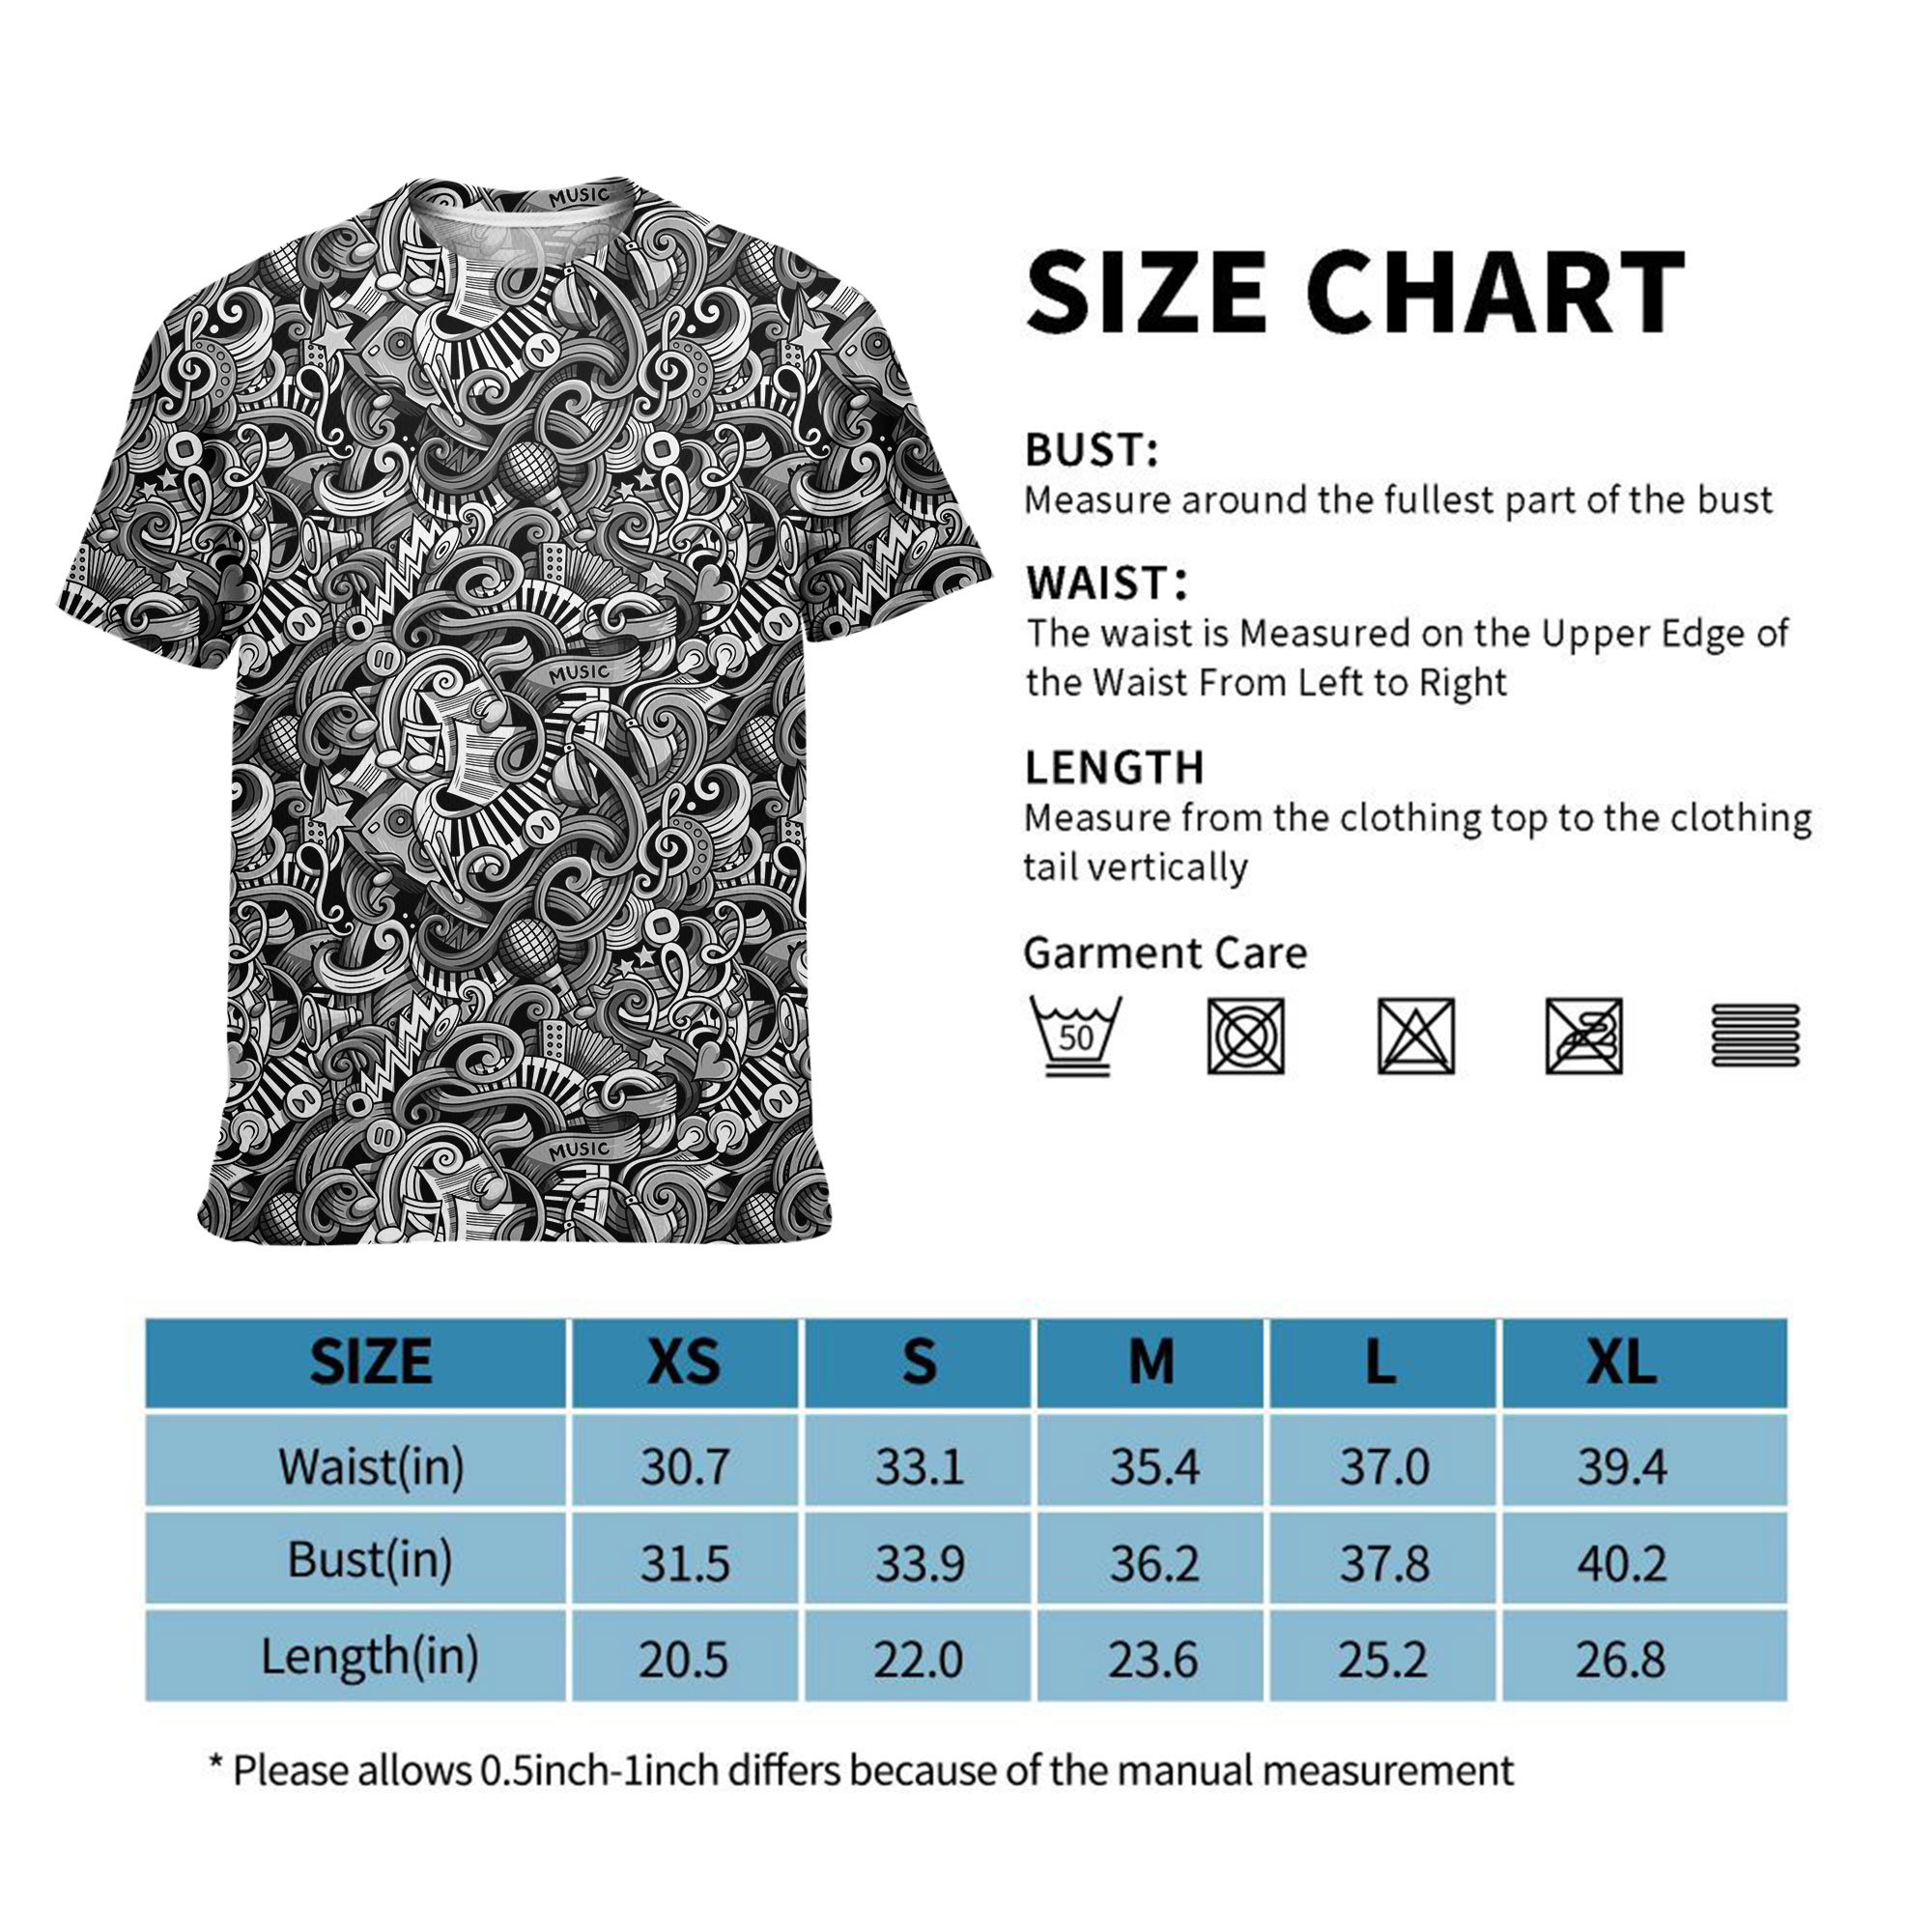 MUSIC
MUSIC
MUSIC
SIZE CHART
BUST:
Measure around the fullest part of the bust
WAIST:
The waist is Measured on the Upper Edge of
the Waist From Left to Right
LENGTH
Measure from the clothing top to the clothing
tail vertically
Garment Care
50
SIZE XS S M L XL
Waist(in) 30.7 33.1 35.4 37.0 39.4
Bust(in) 31.5 33.9 36.2 37.8 40.2
Length(in) 20.5 22.0 23.6 25.2 26.8
* Please allows 0.5inch-1inch differs because of the manual measurement